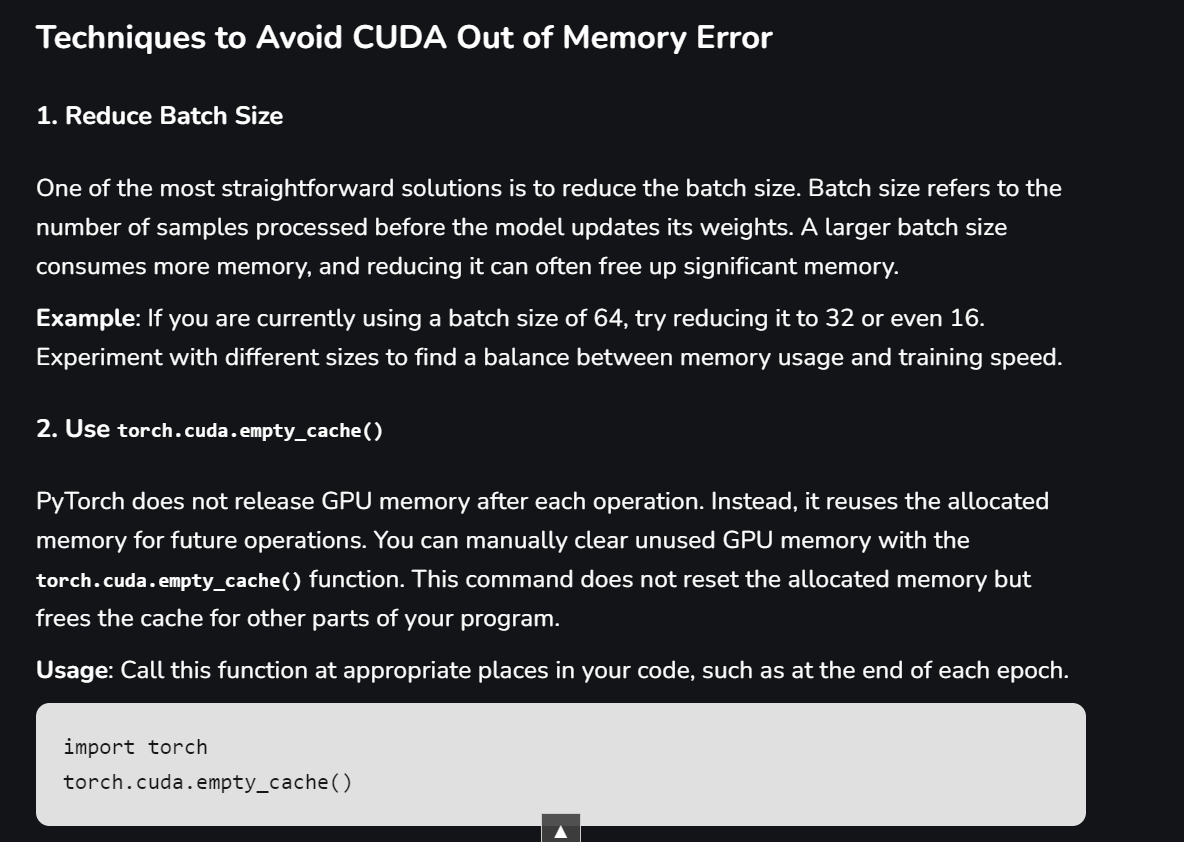 Techniques to Avoid CUDA Out of Memory Error
1. Reduce Batch Size
One of the most straightforward solutions is to reduce the batch size. Batch size refers to the
number of samples processed before the model updates its weights. A larger batch size
consumes more memory, and reducing it can often free up significant memory.
Example: If you are currently using a batch size of 64, try reducing it to 32 or even 16.
Experiment with different sizes to find a balance between memory usage and training speed.
2. Use torch.cuda.empty_cache()
PyTorch does not release GPU memory after each operation. Instead, it reuses the allocated
memory for future operations. You can manually clear unused GPU memory with the
torch.cuda.empty_cache() function. This command does not reset the allocated memory but
frees the cache for other parts of your program.
Usage: Call this function at appropriate places in your code, such as at the end of each epoch.
import torch
torch.cuda.empty_cache()